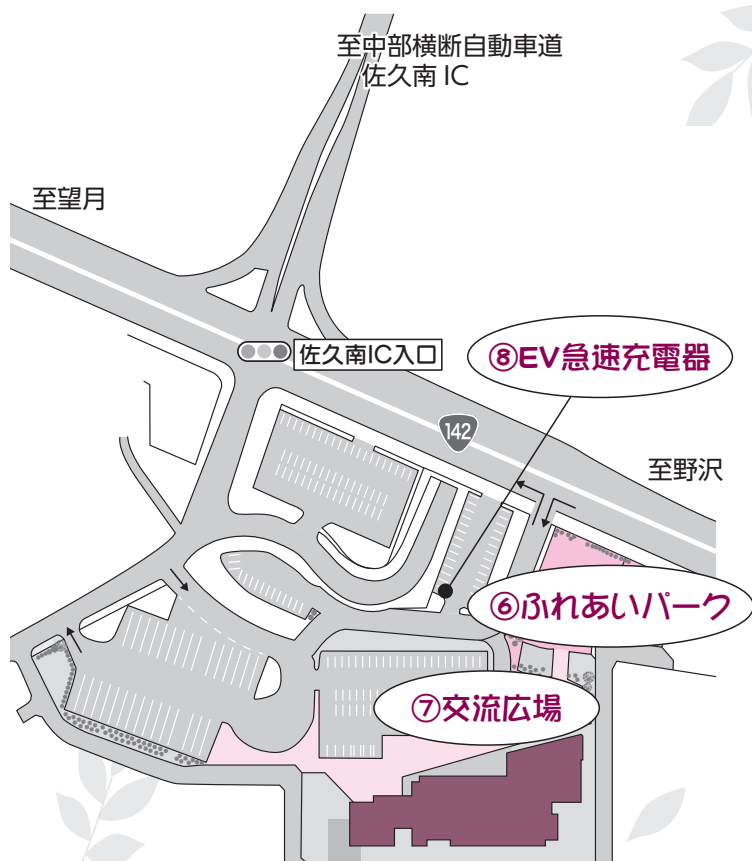 至中部横断自動車道
佐久南 IC
至望月
佐久南IC入口
⑧EV急速充電器
142
至野沢
⑥ふれあいパーク
⑦交流広場